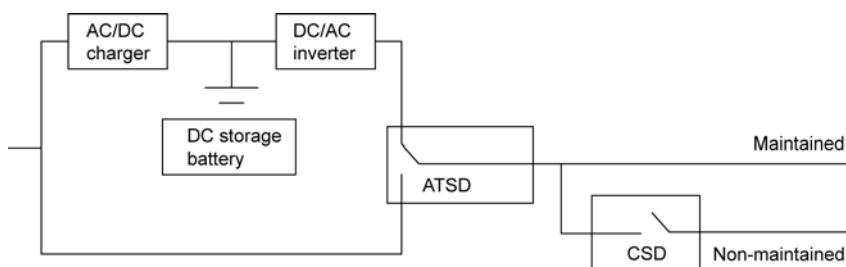 AC/DC
charger
DC/AC
inverter
DC storage
battery
ATSD
Maintained
CSD
Non-maintained